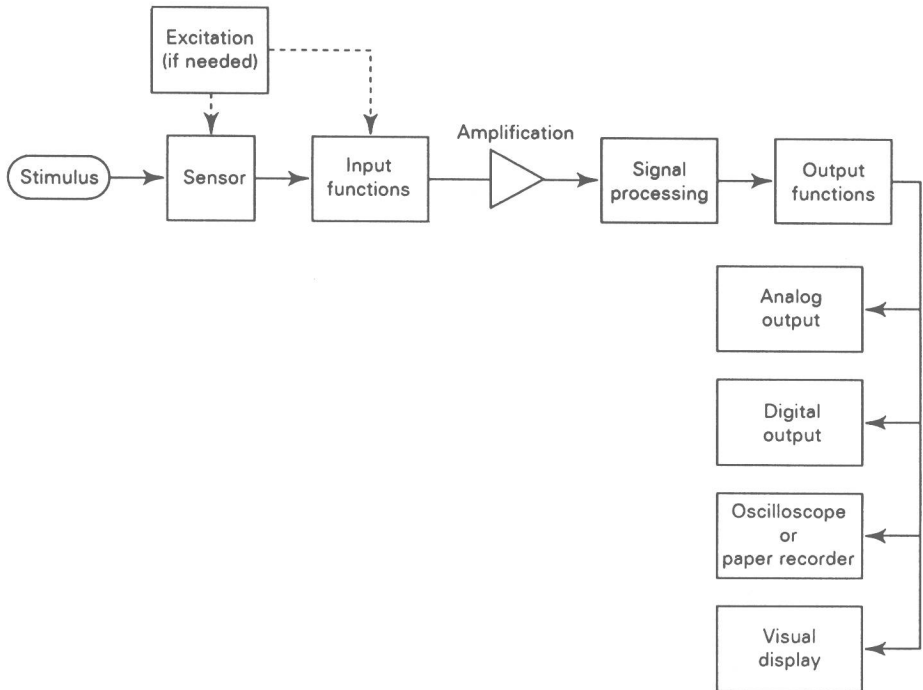 Excitation
(if needed)
Amplification
Stimulus
Sensor
Input
functions
Signal
processing
Output
functions
Analog
output
Digital
output
Oscilloscope
or
paper recorder
Visual
display